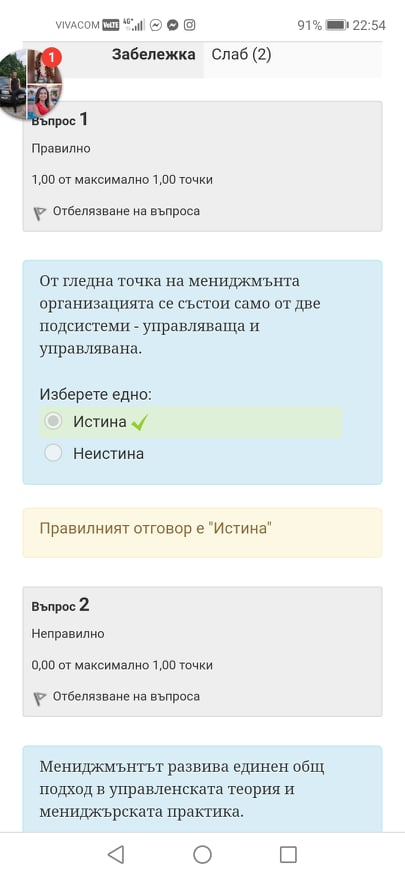 VIVACOM VoLTE 4G+ 91% 22:54
1
Забележка Слаб (2)
Въпрос 1
Правилно
1,00 от максимално 1,00 точки
Отбелязване на въпроса
От гледна точка на мениджмънта
организацията се състои само от две
подсистеми - управляваща и
управлявана.
Изберете едно:
Истина
Неистина
Правилният отговор е "Истина"
Въпрос 2
Неправилно
0,00 от максимално 1,00 точки
Отбелязване на въпроса
Мениджмънтът развива единен общ
подход в управленската теория и
мениджърската практика.